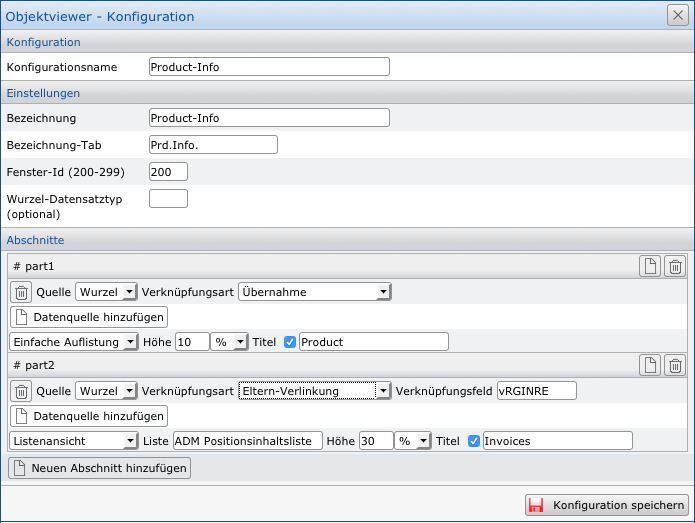 Objektviewer - Konfiguration
Konfiguration
Konfigurationsname Product-Info
Einstellungen
Bezeichnung Product-Info
Bezeichnung-Tab Prd.Info.
Fenster-Id (200-299) 200
Wurzel-Datensatztyp
(optional)
Abschnitte
# part1
Quelle Wurzel Verknüpfungsart Übernahme
Datenquelle hinzufügen
Einfache Auflistung Höhe 10 % Titel Product
# part2
Quelle Wurzel Verknüpfungsart Eltern-Verlinkung Verknüpfungsfeld vRGINRE
Datenquelle hinzufügen
Listenansicht Liste ADM Positionsinhaltsliste Höhe 30 % Titel Invoices
Neuen Abschnitt hinzufügen
Konfiguration speichern